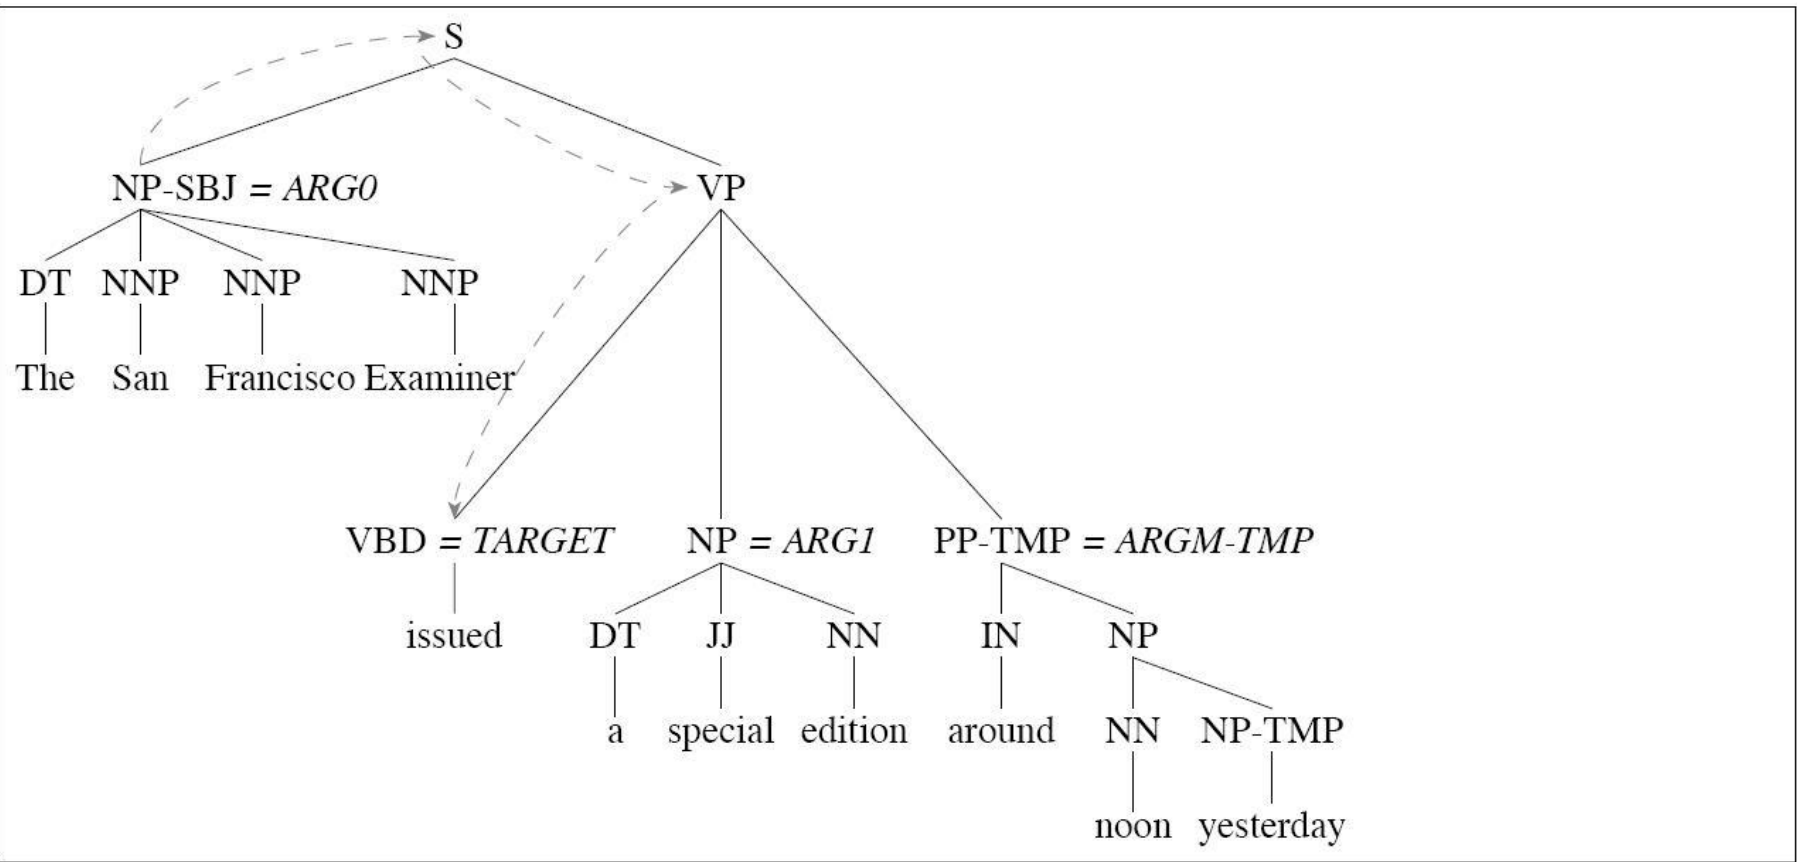 S
NP-SBJ = ARG0 VP
DT NNP NNP NNP
The San Francisco Examiner
VBD = TARGET NP = ARG1 PP-TMP = ARGM-TMP
issued DT JJ NN IN NP
a special edition around NN NP-TMP
noon yesterday